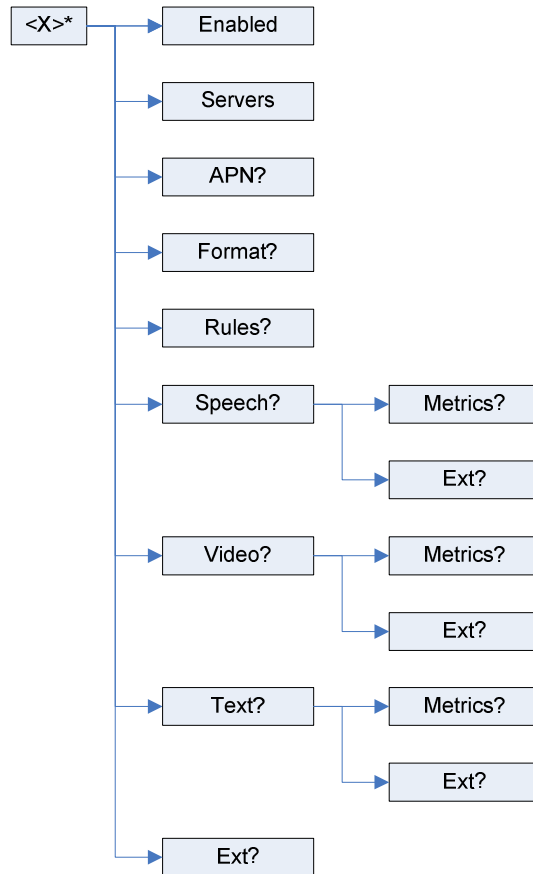 <X>*
Enabled
Servers
APN?
Format?
Rules?
Speech?
Metrics?
Ext?
Video?
Metrics?
Ext?
Text?
Metrics?
Ext?
Ext?